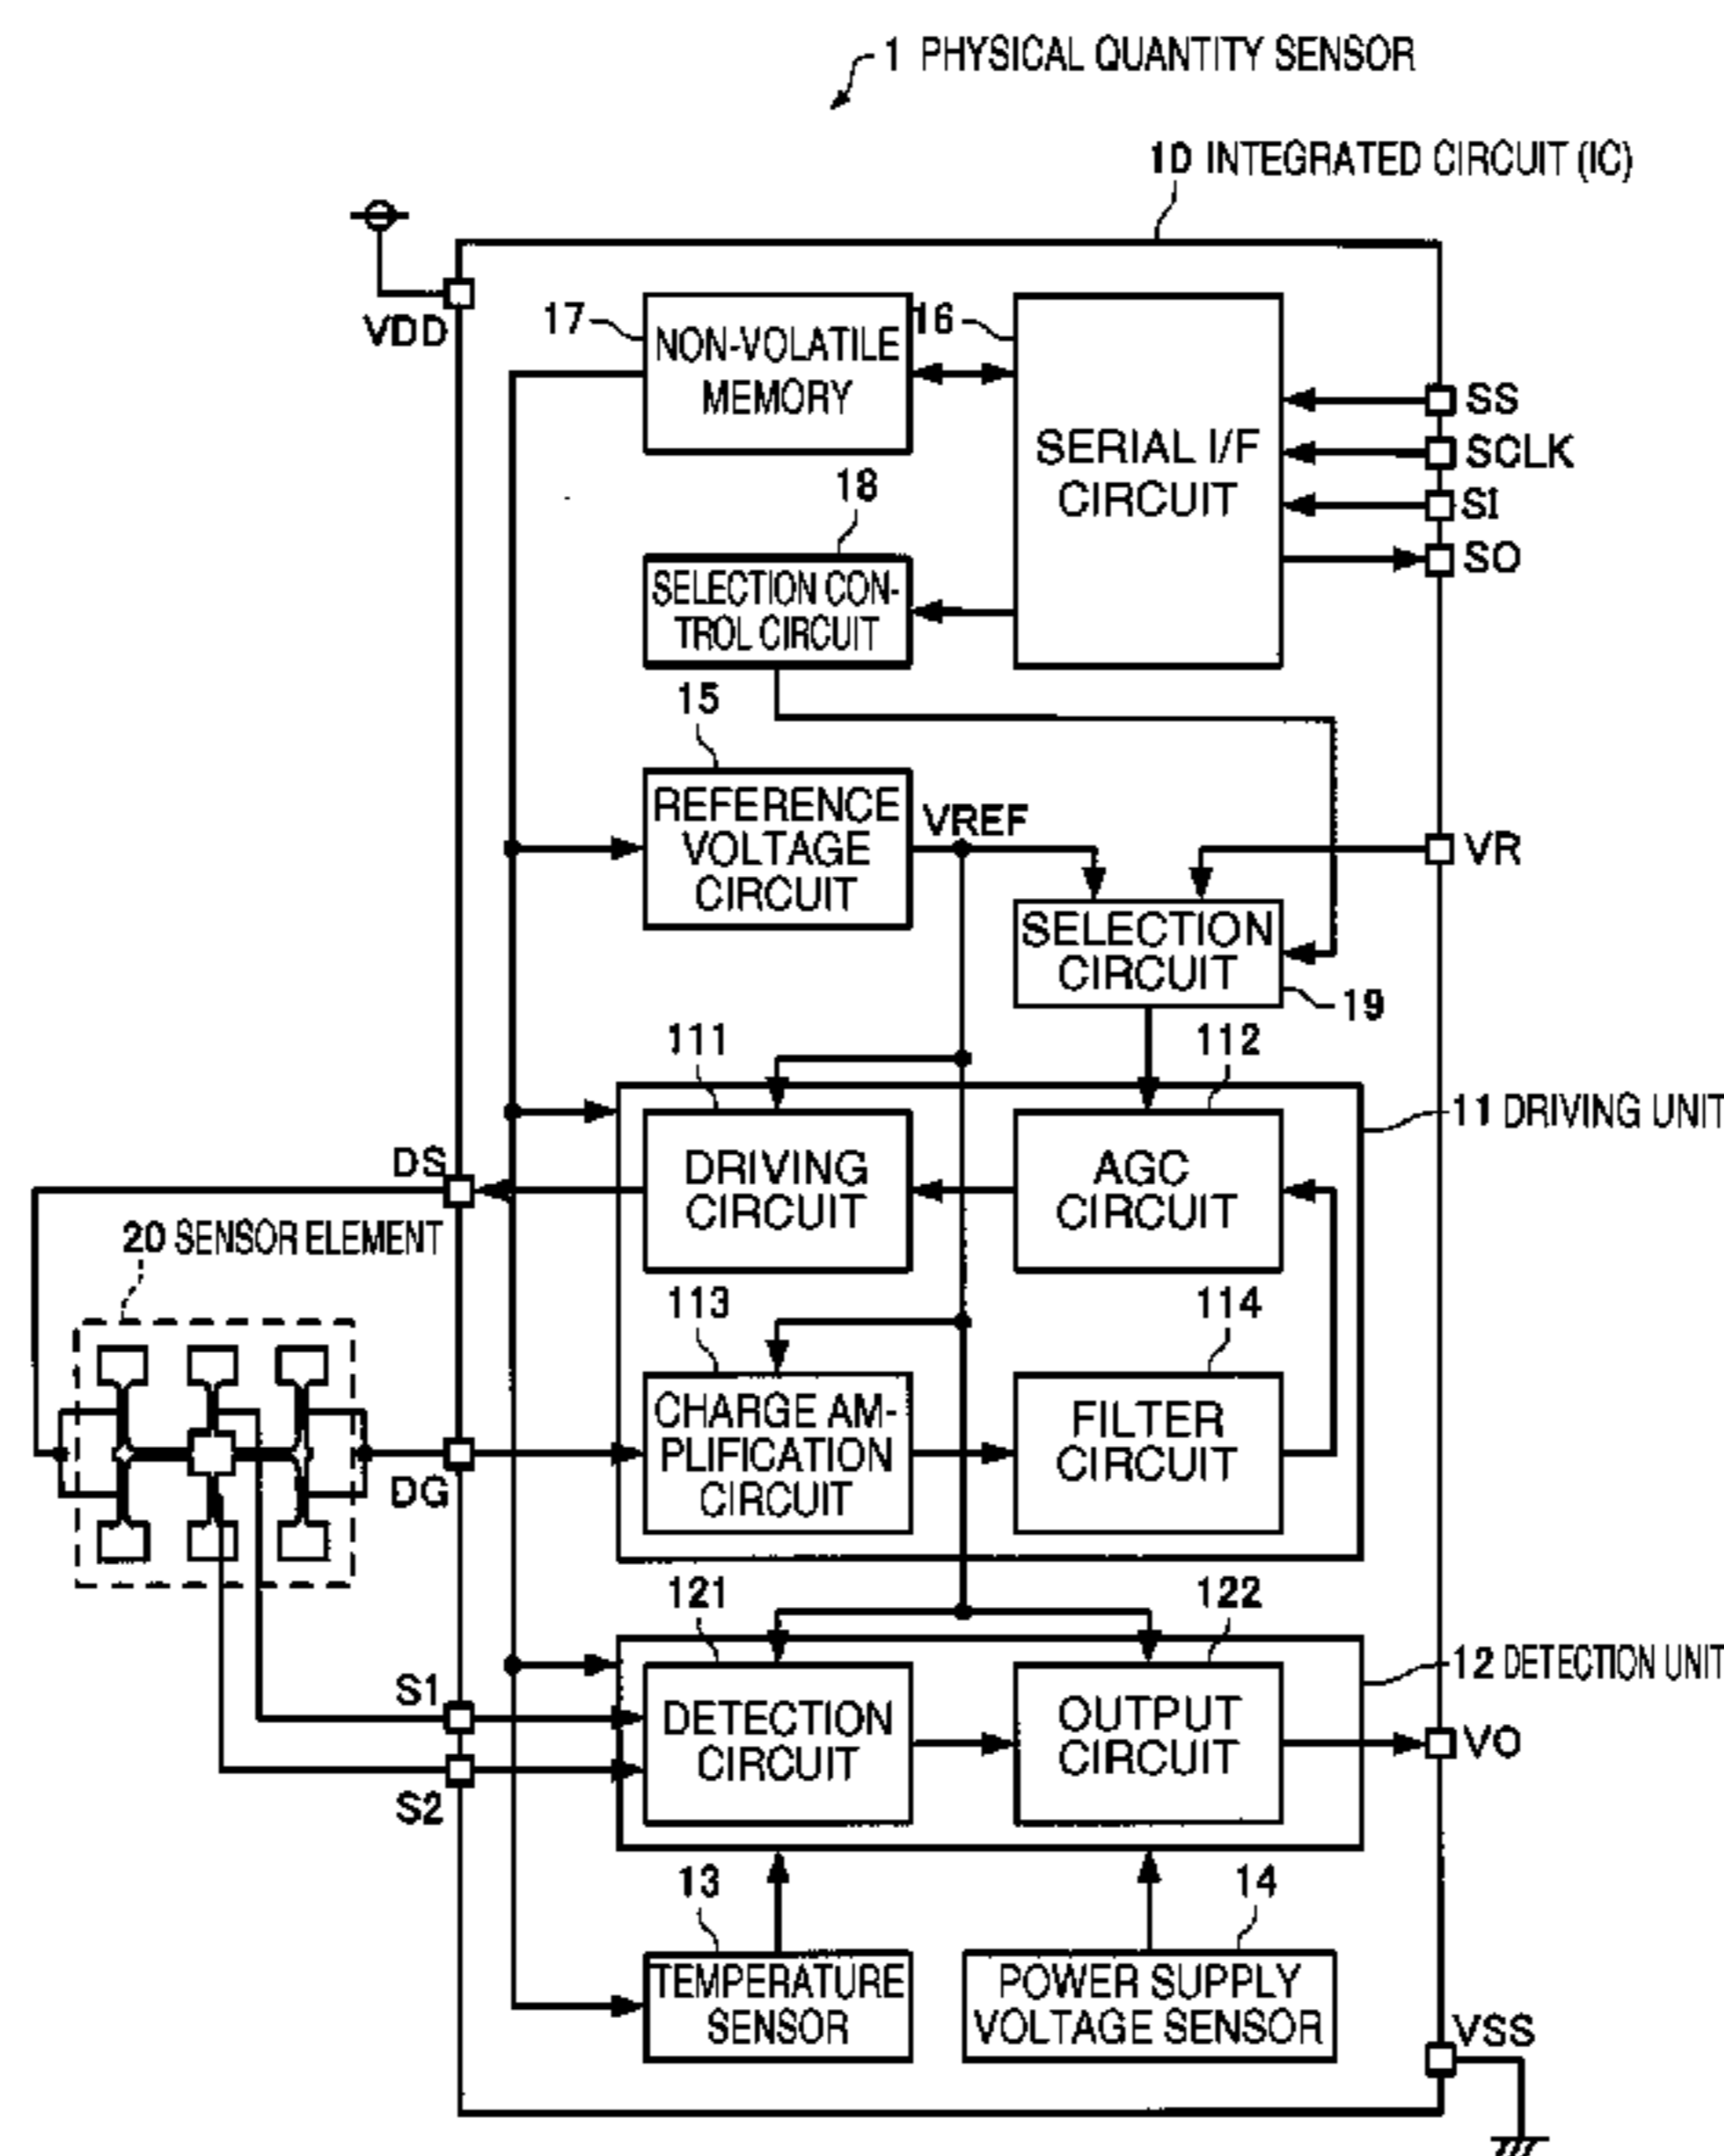 1 PHYSICAL QUANTITY SENSOR
10 INTEGRATED CIRCUIT (IC)
VDD
17
NON-VOLATILE
MEMORY
16
SERIAL I/F
CIRCUIT
SS
SCLK
SI
SO
18
SELECTION CON-
TROL CIRCUIT
15
REFERENCE
VOLTAGE
CIRCUIT
VREF
VR
SELECTION
CIRCUIT
19
111
112
11 DRIVING UNIT
DRIVING
CIRCUIT
AGC
CIRCUIT
DS
20 SENSOR ELEMENT
113
114
CHARGE AM-
PLIFICATION
CIRCUIT
FILTER
CIRCUIT
DG
121
122
12 DETECTION UNIT
S1
DETECTION
CIRCUIT
OUTPUT
CIRCUIT
VO
S2
13
14
TEMPERATURE
SENSOR
POWER SUPPLY
VOLTAGE SENSOR
VSS